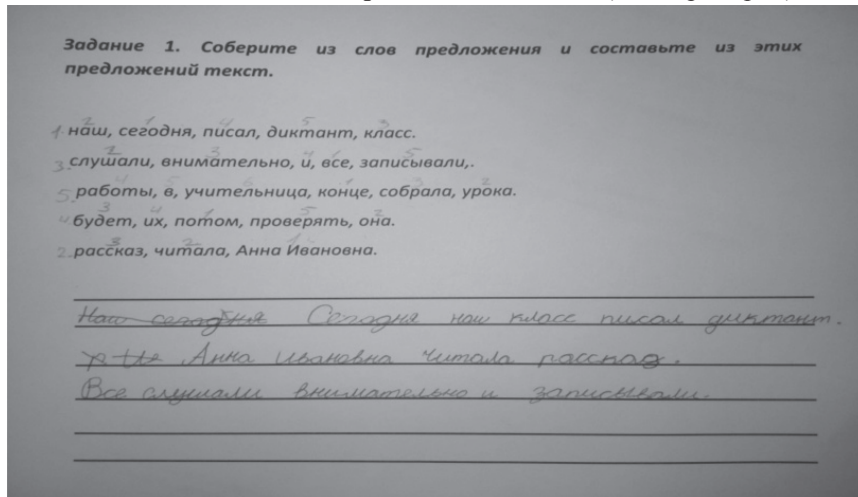 Задание 1. Соберите из слов предложения и составьте из этих
предложений текст.
1. наш, сегодня, писал, диктант, класс.
3. слушали, внимательно, и, все, записывали,.
5. работы, в, учительница, конце, собрала, урока.
4 будет, их, потом, проверять, она.
2. рассказ, читала, Анна Ивановна.
Наш сегодня Сегодня наш класс писал диктант.
Анна Ивановна читала рассказ.
Все слушали внимательно и записывали.